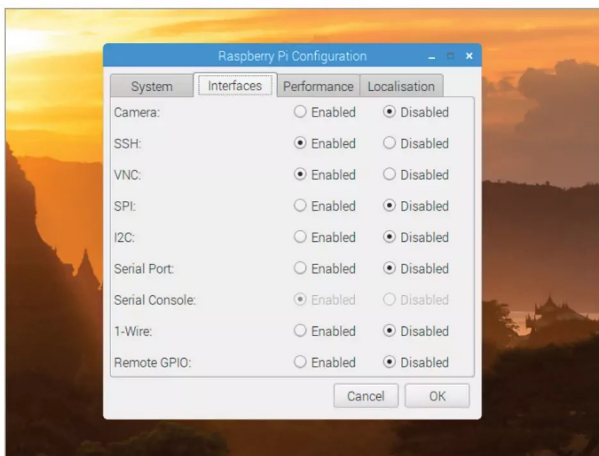 Raspberry Pi Configuration
System Interfaces Performance Localisation
Camera: Enabled Disabled
SSH: Enabled Disabled
VNC: Enabled Disabled
SPI: Enabled Disabled
I2C: Enabled Disabled
Serial Port: Enabled Disabled
Serial Console: Enabled Disabled
1-Wire: Enabled Disabled
Remote GPIO: Enabled Disabled
Cancel OK